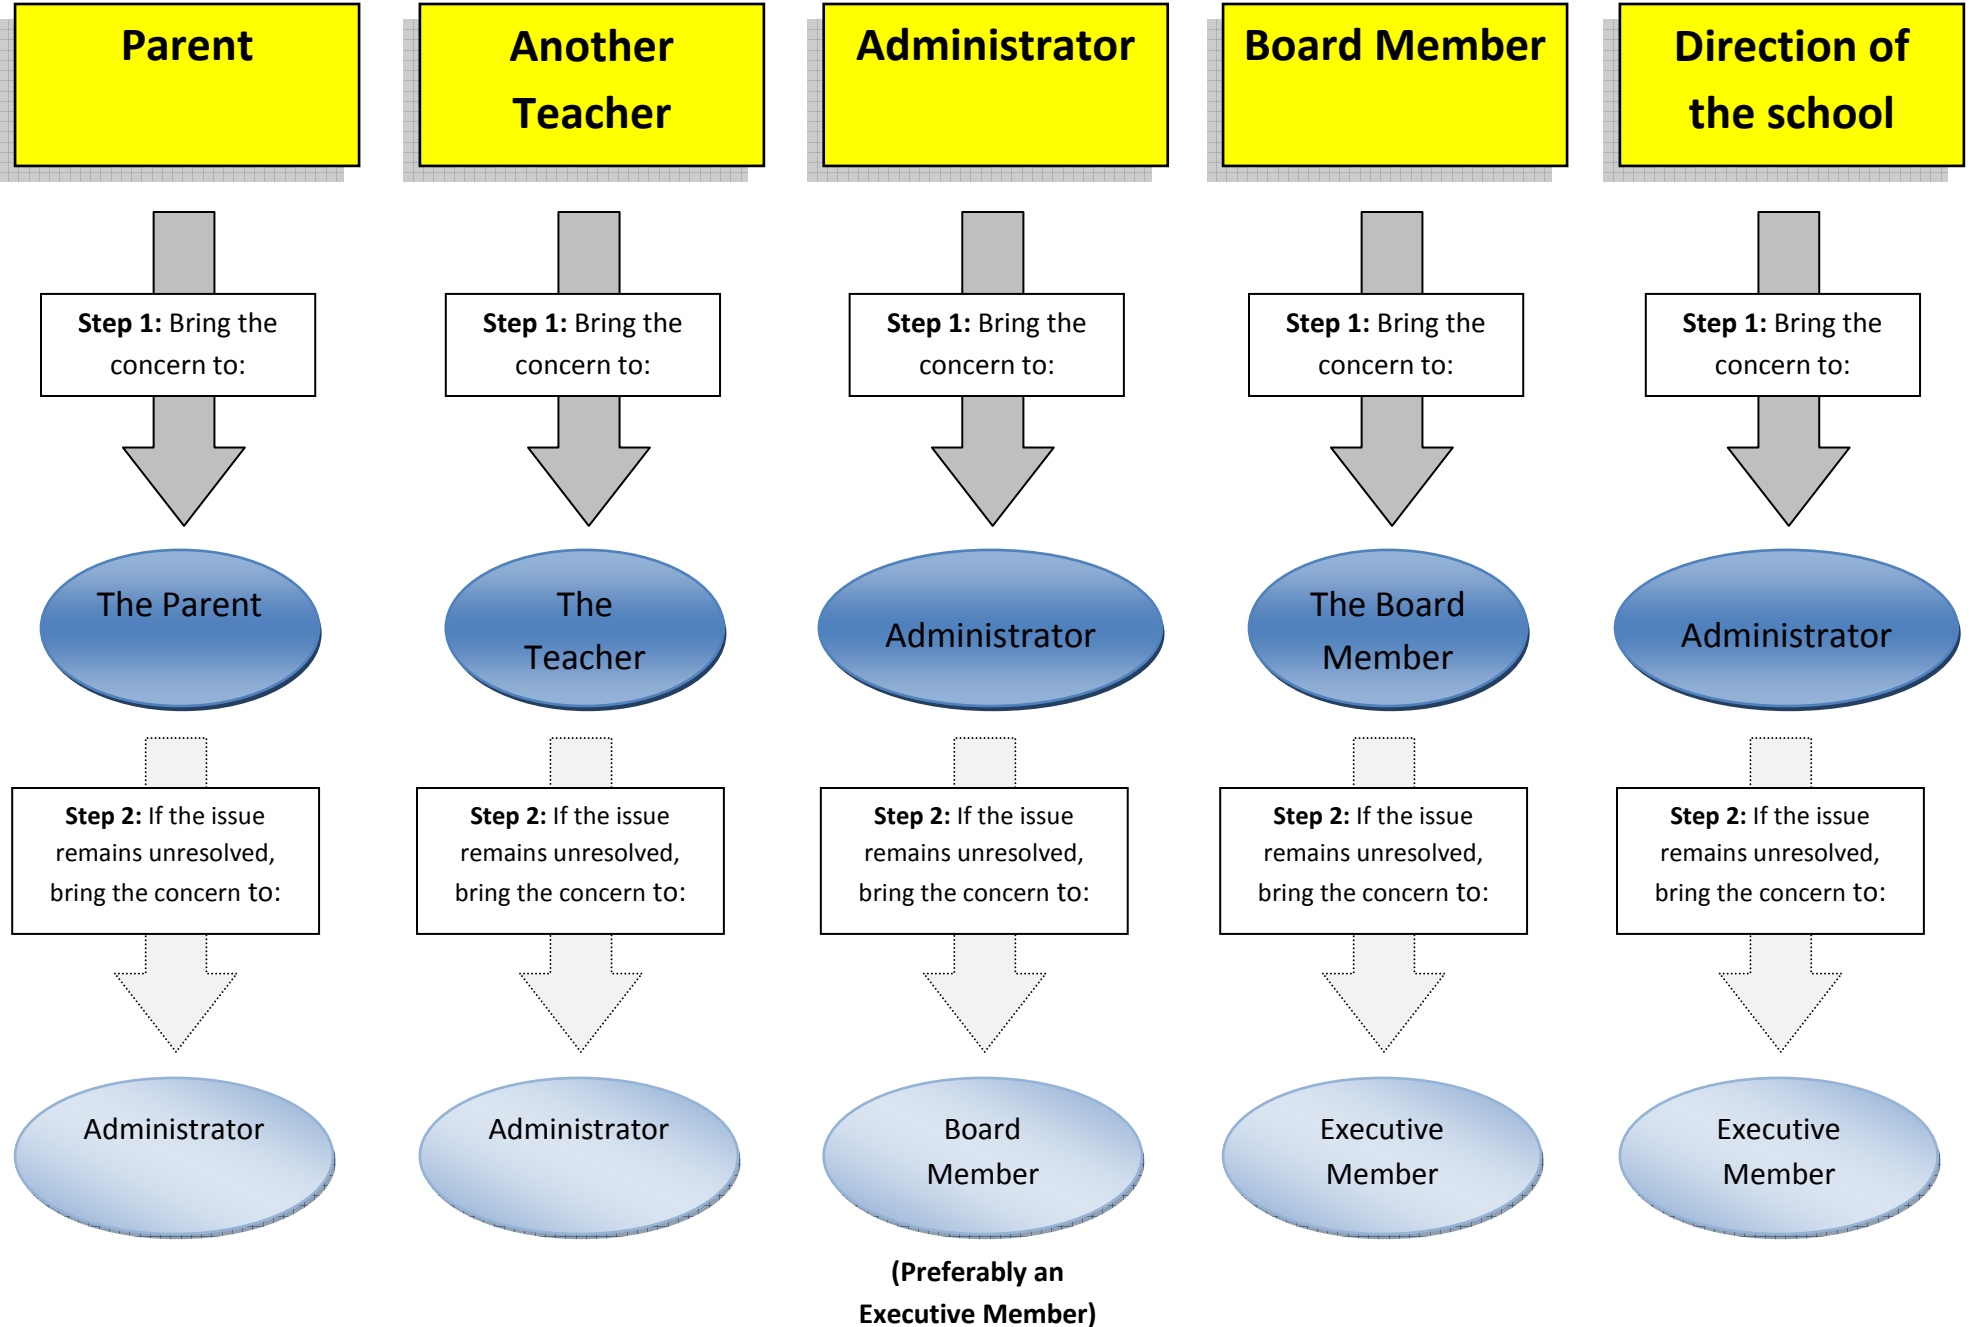 Parent
Another
Teacher
Administrator
Board Member
Direction of
the school
Step 1: Bring the
concern to:
Step 1: Bring the
concern to:
Step 1: Bring the
concern to:
Step 1: Bring the
concern to:
Step 1: Bring the
concern to:
The Parent
The
Teacher
Administrator
The Board
Member
Administrator
Step 2: If the issue
remains unresolved,
bring the concern to:
Step 2: If the issue
remains unresolved,
bring the concern to:
Step 2: If the issue
remains unresolved,
bring the concern to:
Step 2: If the issue
remains unresolved,
bring the concern to:
Step 2: If the issue
remains unresolved,
bring the concern to:
Administrator
Administrator
Board
Member
Executive
Member
Executive
Member
(Preferably an
Executive Member)